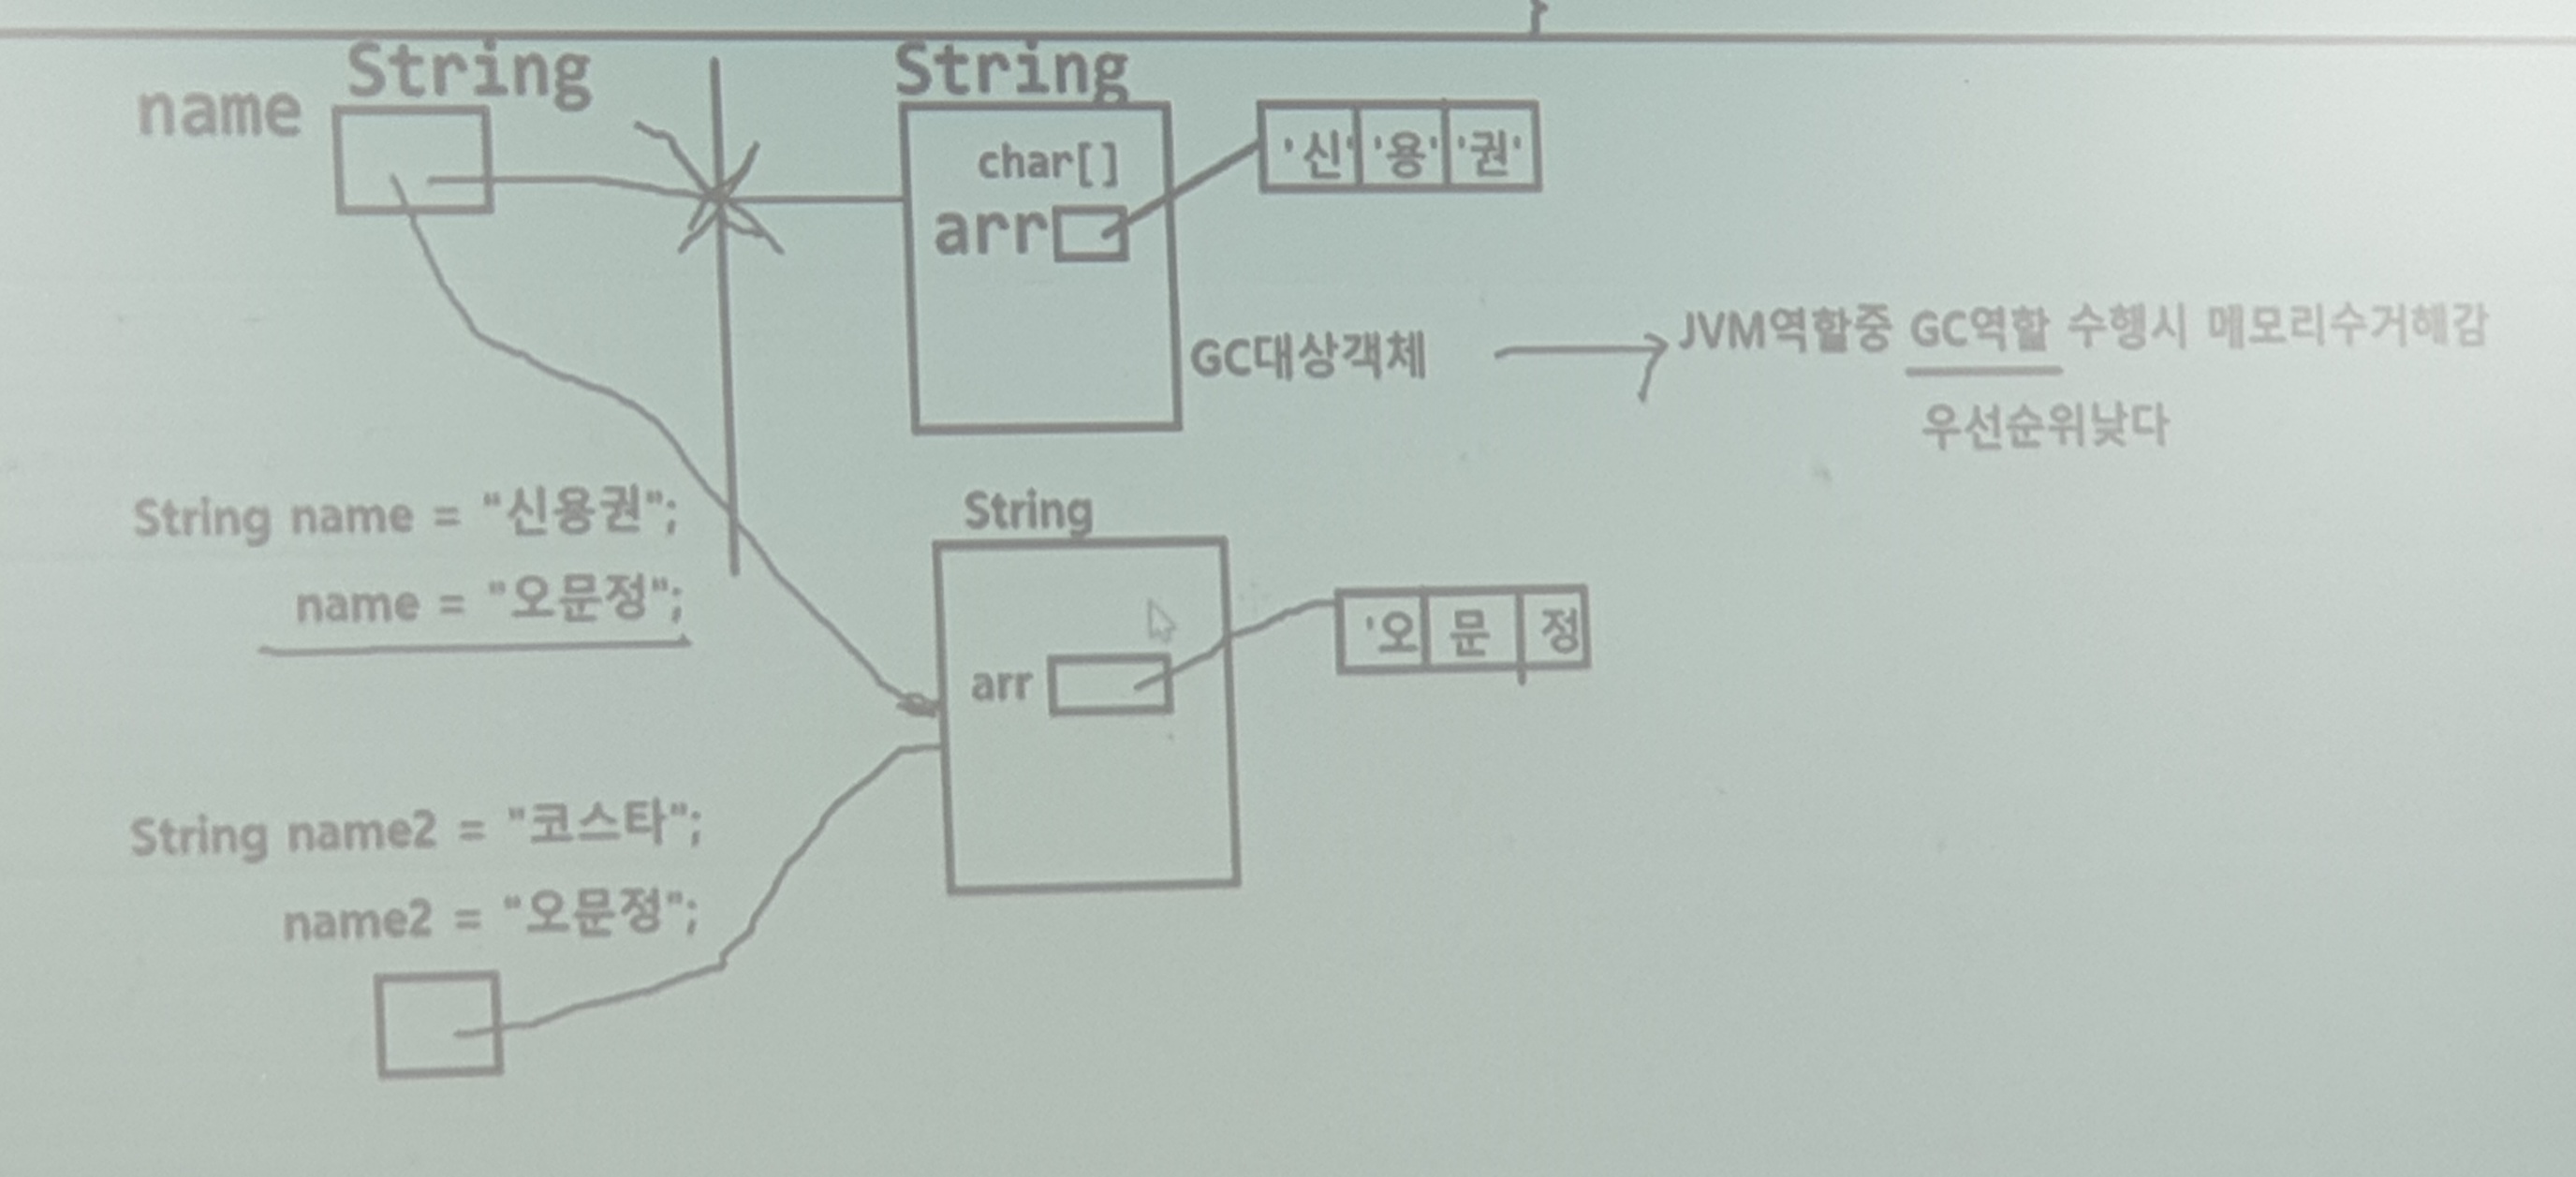 String
name
String
char[]
arr
'신' '용' '권'
GC대상객체
JVM역할중 GC역할 수행시 메모리수거해감
우선순위낮다
String name = "신용권";
name = "오문정";
String
arr
'오 문 정
String name2 = "코스타";
name2 = "오문정";